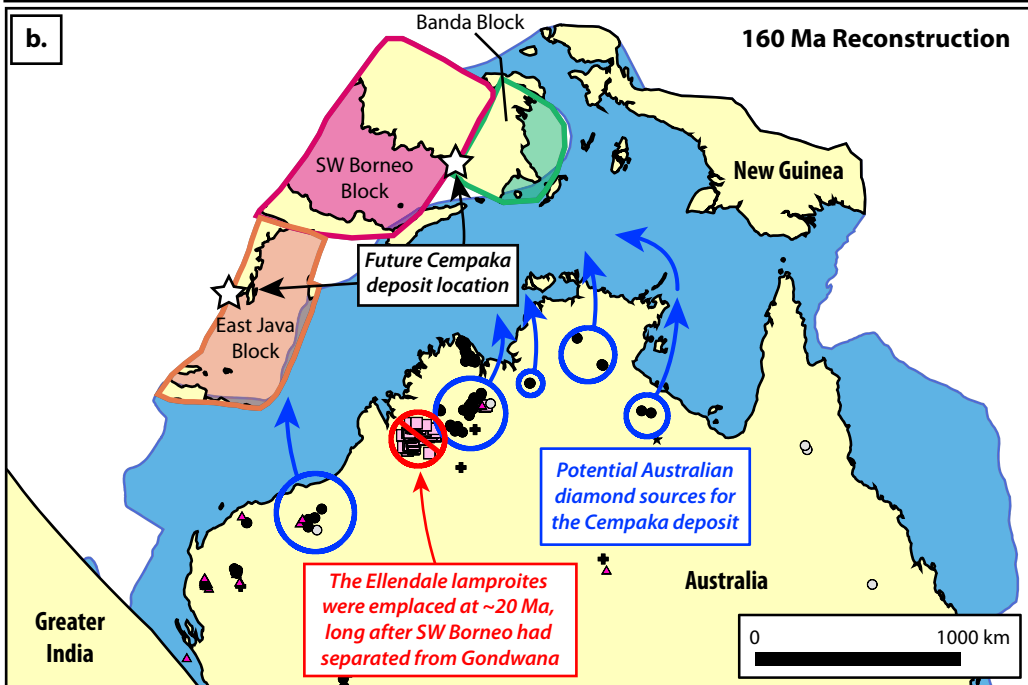 b.
Banda Block
160 Ma Reconstruction
SW Borneo
Block
New Guinea
Future Cempaka
deposit location
East Java
Block
Potential Australian
diamond sources for
the Cempaka deposit
The Ellendale lamproites
were emplaced at ~20 Ma,
long after SW Borneo had
separated from Gondwana
Australia
Greater
India
0 1000 km